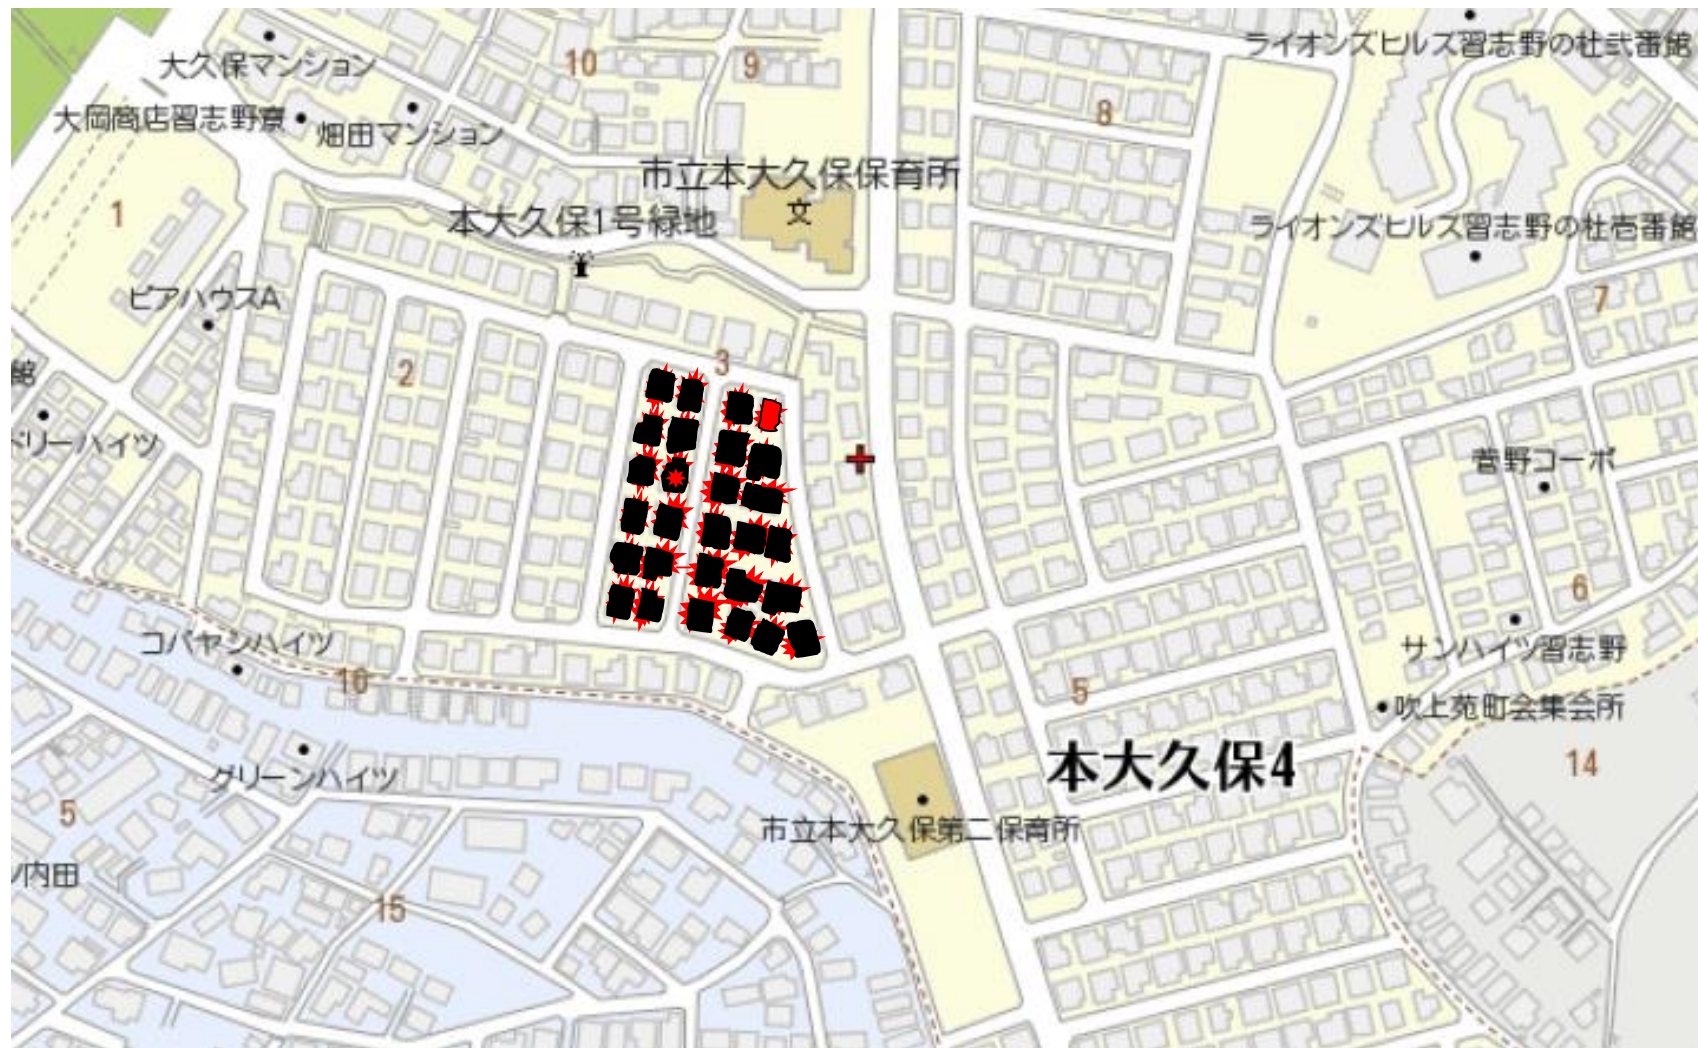 ライオンズヒルズ習志野の杜弐番館
大久保マンション
10
9
大岡商店習志野寮
畑田マンション
8
市立本大久保保育所
文
1
本大久保1号緑地
ライオンズヒルズ習志野の杜壱番館
ピアハウスA
7
館
2
3
ドリーハイツ
菅野コーポ
6
コバヤシハイツ
サンハイツ習志野
16
5
吹上苑町会集会所
グリーンハイツ
本大久保4
14
5
市立本大久保第二保育所
内田
15